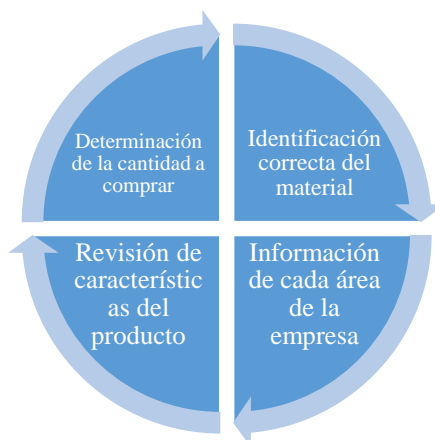 Determinación
de la cantidad a
comprar
Identificación
correcta del
material
Revisión de
característic
as del
producto
Información
de cada área
de la
empresa